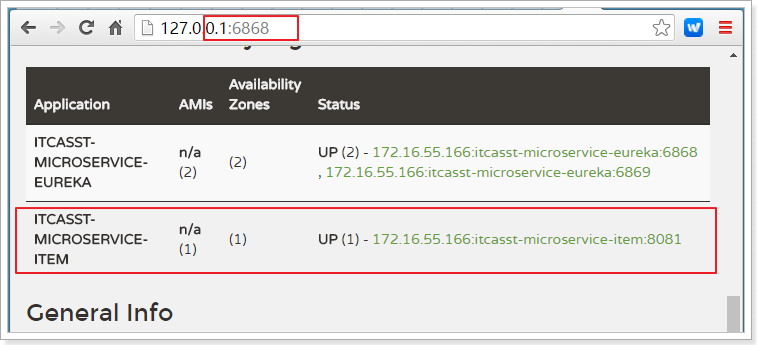 127.0.0.1:6868
Application AMIs Availability Zones Status
ITCASST-MICROSERVICE-EUREKA n/a (2) (2) UP (2) - 172.16.55.166:itcasst-microservice-eureka:6868 , 172.16.55.166:itcasst-microservice-eureka:6869
ITCASST-MICROSERVICE-ITEM n/a (1) (1) UP (1) - 172.16.55.166:itcasst-microservice-item:8081
General Info